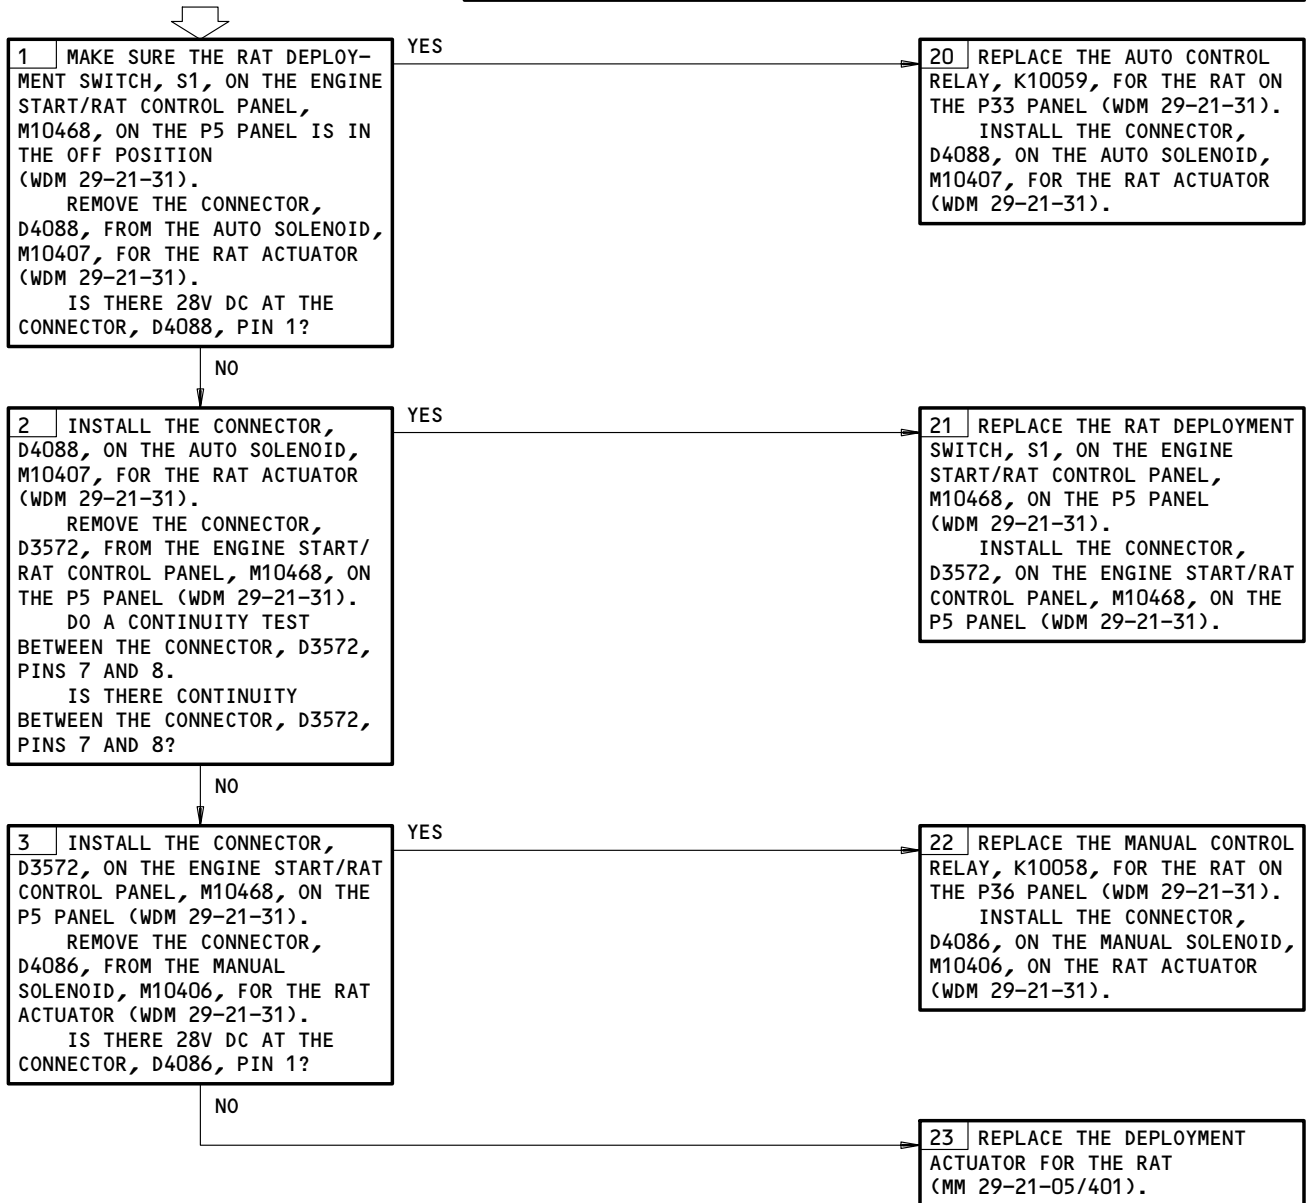 1 MAKE SURE THE RAT DEPLOY-
MENT SWITCH, S1, ON THE ENGINE
START/RAT CONTROL PANEL,
M10468, ON THE P5 PANEL IS IN
THE OFF POSITION
(WDM 29-21-31).
REMOVE THE CONNECTOR,
D4088, FROM THE AUTO SOLENOID,
M10407, FOR THE RAT ACTUATOR
(WDM 29-21-31).
IS THERE 28V DC AT THE
CONNECTOR, D4088, PIN 1?
YES
20 REPLACE THE AUTO CONTROL
RELAY, K10059, FOR THE RAT ON
THE P33 PANEL (WDM 29-21-31).
INSTALL THE CONNECTOR,
D4088, ON THE AUTO SOLENOID,
M10407, FOR THE RAT ACTUATOR
(WDM 29-21-31).
NO
2 INSTALL THE CONNECTOR,
D4088, ON THE AUTO SOLENOID,
M10407, FOR THE RAT ACTUATOR
(WDM 29-21-31).
REMOVE THE CONNECTOR,
D3572, FROM THE ENGINE START/
RAT CONTROL PANEL, M10468, ON
THE P5 PANEL (WDM 29-21-31).
DO A CONTINUITY TEST
BETWEEN THE CONNECTOR, D3572,
PINS 7 AND 8.
IS THERE CONTINUITY
BETWEEN THE CONNECTOR, D3572,
PINS 7 AND 8?
YES
21 REPLACE THE RAT DEPLOYMENT
SWITCH, S1, ON THE ENGINE
START/RAT CONTROL PANEL,
M10468, ON THE P5 PANEL
(WDM 29-21-31).
INSTALL THE CONNECTOR,
D3572, ON THE ENGINE START/RAT
CONTROL PANEL, M10468, ON THE
P5 PANEL (WDM 29-21-31).
NO
3 INSTALL THE CONNECTOR,
D3572, ON THE ENGINE START/RAT
CONTROL PANEL, M10468, ON THE
P5 PANEL (WDM 29-21-31).
REMOVE THE CONNECTOR,
D4086, FROM THE MANUAL
SOLENOID, M10406, FOR THE RAT
ACTUATOR (WDM 29-21-31).
IS THERE 28V DC AT THE
CONNECTOR, D4086, PIN 1?
YES
22 REPLACE THE MANUAL CONTROL
RELAY, K10058, FOR THE RAT ON
THE P36 PANEL (WDM 29-21-31).
INSTALL THE CONNECTOR,
D4086, ON THE MANUAL SOLENOID,
M10406, ON THE RAT ACTUATOR
(WDM 29-21-31).
NO
23 REPLACE THE DEPLOYMENT
ACTUATOR FOR THE RAT
(MM 29-21-05/401).